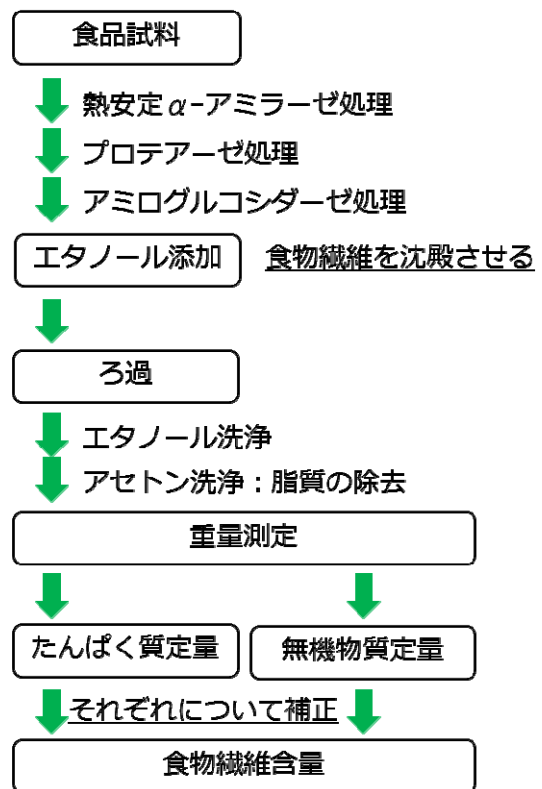 食品試料
熱安定α-アミラーゼ処理
プロテアーゼ処理
アミログルコシダーゼ処理
エタノール添加 食物繊維を沈殿させる
ろ過
エタノール洗浄
アセトン洗浄:脂質の除去
重量測定
たんぱく質定量 無機物質定量
それぞれについて補正
食物繊維含量